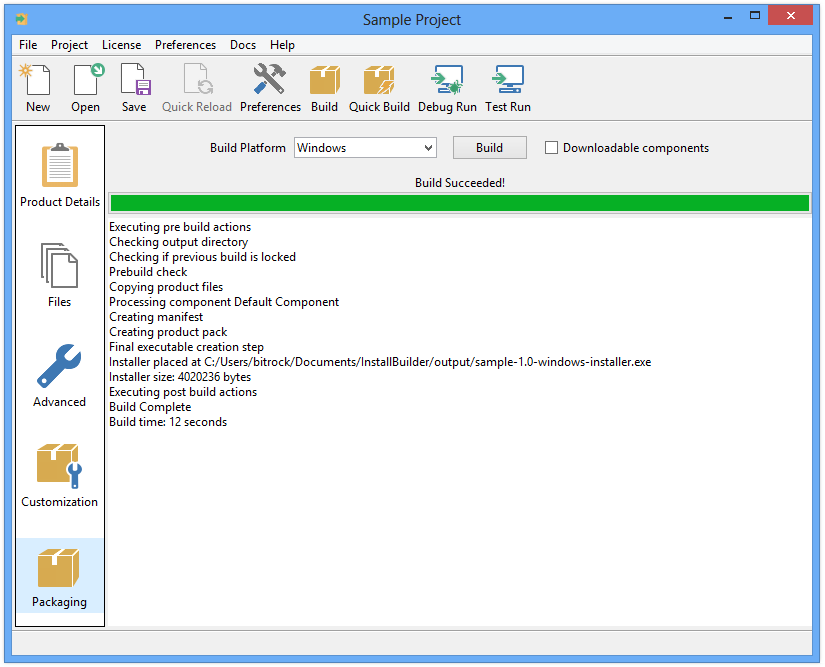 Sample Project
File Project License Preferences Docs Help
New Open Save Quick Reload Preferences Build Quick Build Debug Run Test Run
Build Platform Windows Build Downloadable components
Build Succeeded!
Product Details
Files
Advanced
Customization
Packaging
Executing pre build actions
Checking output directory
Checking if previous build is locked
Prebuild check
Copying product files
Processing component Default Component
Creating manifest
Creating product pack
Final executable creation step
Installer placed at C:/Users/bitrock/Documents/InstallBuilder/output/sample-1.0-windows-installer.exe
Installer size: 4020236 bytes
Executing post build actions
Build Complete
Build time: 12 seconds